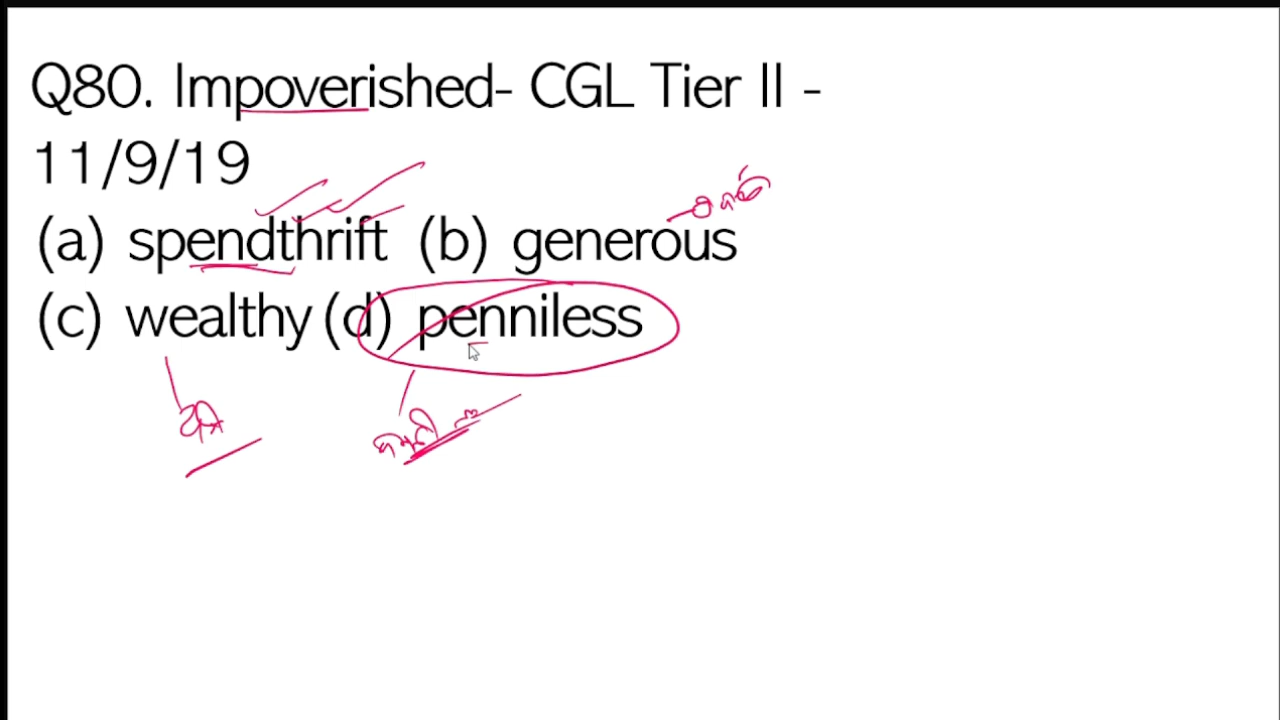 Q80. Impoverished- CGL Tier II -
11/9/19
(a) spendthrift (b) generous
(c) wealthy (d) penniless